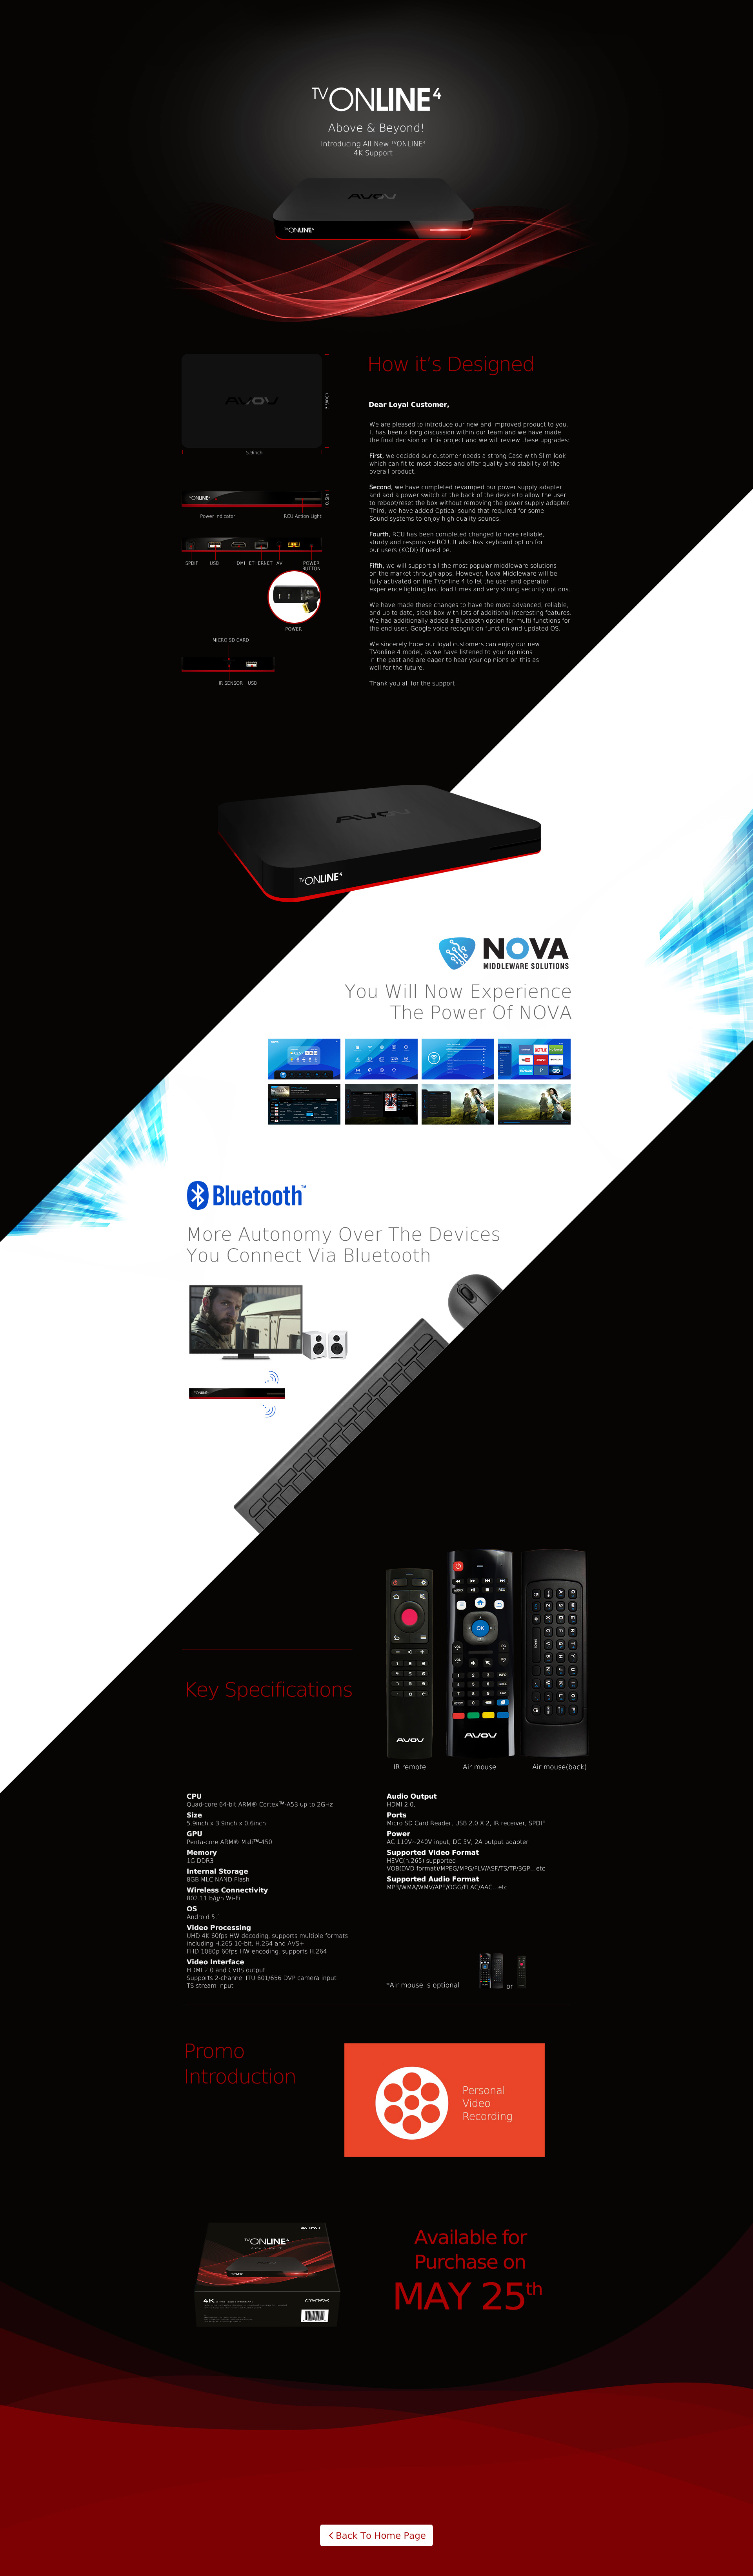 TVONLINE4
Above & Beyond!
Introducing All New TVONLINE4
4K Support
AVOV
TVONLINE4
How it's Designed
AVOV
3.9inch
5.9inch
Dear Loyal Customer,
We are pleased to introduce our new and improved product to you.
It has been a long discussion within our team and we have made
the final decision on this project and we will review these upgrades:
First, we decided our customer needs a strong Case with Slim look
which can fit to most places and offer quality and stability of the
overall product.
Second, we have completed revamped our power supply adapter
and add a power switch at the back of the device to allow the user
to reboot/reset the box without removing the power supply adapter.
Third, we have added Optical sound that required for some
Sound systems to enjoy high quality sounds.
Fourth, RCU has been completed changed to more reliable,
sturdy and responsive RCU. It also has keyboard option for
our users (KODI) if need be.
Fifth, we will support all the most popular middleware solutions
on the market through apps. However, Nova Middleware will be
fully activated on the TVonline 4 to let the user and operator
experience lighting fast load times and very strong security options.
We have made these changes to have the most advanced, reliable,
and up to date, sleek box with lots of additional interesting features.
We had additionally added a Bluetooth option for multi functions for
the end user, Google voice recognition function and updated OS.
We sincerely hope our loyal customers can enjoy our new
TVonline 4 model, as we have listened to your opinions
in the past and are eager to hear your opinions on this as
well for the future.
Thank you all for the support!
TVONLINE4
0.6in
Power indicator
RCU Action Light
SPDIF
USB
HDMI
ETHERNET
AV
POWER
BUTTON
POWER
MICRO SD CARD
IR SENSOR
USB
AVOV
TVONLINE4
NOVA
MIDDLEWARE SOLUTIONS
You Will Now Experience
The Power Of NOVA
Bluetooth™
More Autonomy Over The Devices
You Connect Via Bluetooth
TVONLINE
OK
AVOV
AVOV
IR remote
Air mouse
Air mouse(back)
Key Specifications
CPU
Quad-core 64-bit ARM® Cortex™-A53 up to 2GHz
Size
5.9inch x 3.9inch x 0.6inch
GPU
Penta-core ARM® Mali™-450
Memory
1G DDR3
Internal Storage
8GB MLC NAND Flash
Wireless Connectivity
802.11 b/g/n Wi-Fi
OS
Android 5.1
Video Processing
UHD 4K 60fps HW decoding, supports multiple formats
including H.265 10-bit, H.264 and AVS+
FHD 1080p 60fps HW encoding, supports H.264
Video Interface
HDMI 2.0 and CVBS output
Supports 2-channel ITU 601/656 DVP camera input
TS stream input
Audio Output
HDMI 2.0,
Ports
Micro SD Card Reader, USB 2.0 X 2, IR receiver, SPDIF
Power
AC 110V~240V input, DC 5V, 2A output adapter
Supported Video Format
HEVC(h.265) supported
VOB(DVD format)/MPEG/MPG/FLV/ASF/TS/TP/3GP...etc
Supported Audio Format
MP3/WMA/WMV/APE/OGG/FLAC/AAC...etc
*Air mouse is optional
or
Promo
Introduction
Personal
Video
Recording
AVOV
TVONLINE4
4K
AVOV
Available for
Purchase on
MAY 25th
Back To Home Page